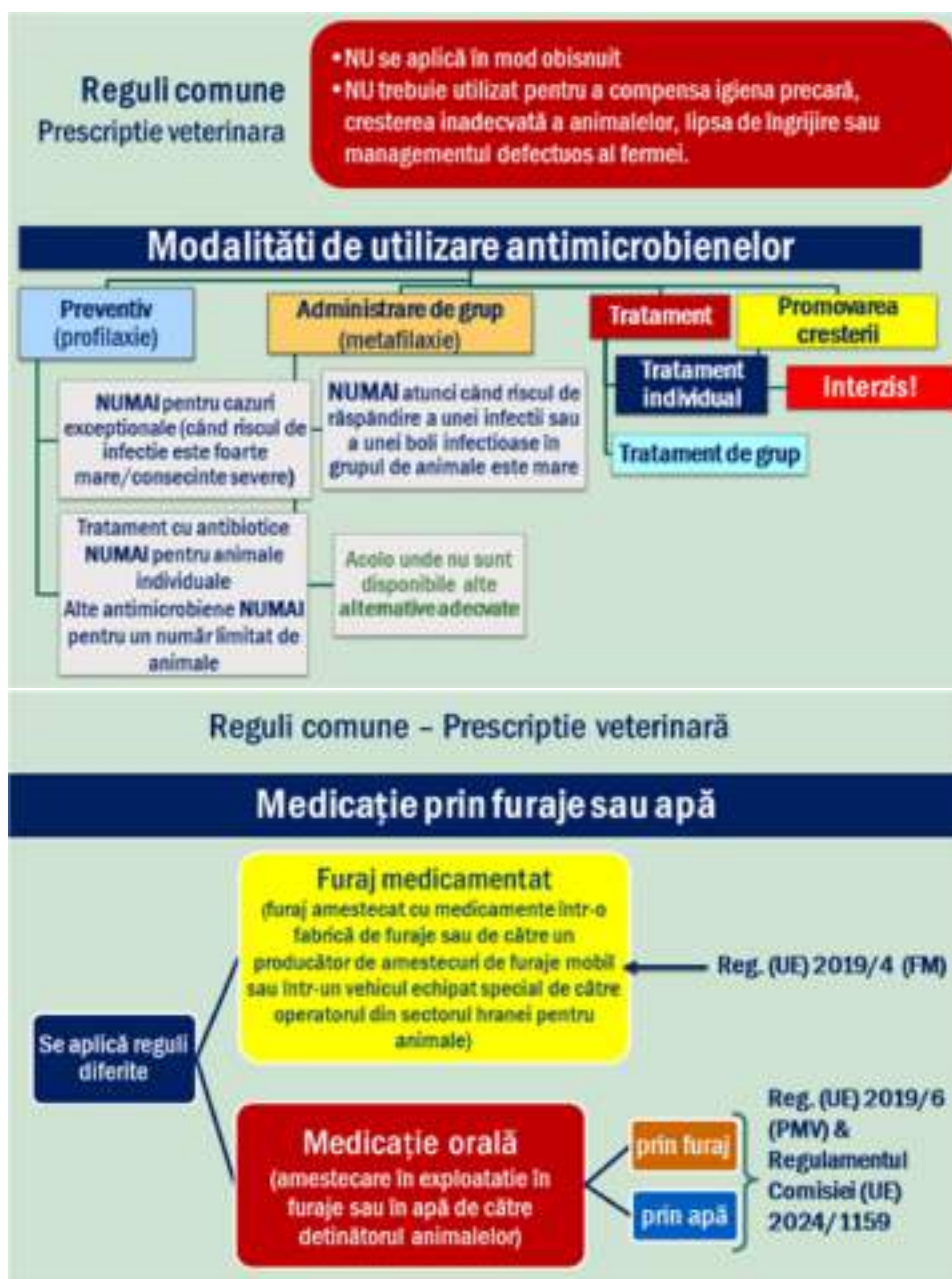 Reguli comune
Prescriptie veterinara
•NU se aplică în mod obisnuit
•NU trebuie utilizat pentru a compensa igiena precară,
cresterea inadecvată a animalelor, lipsa de îngrijire sau
managementul defectuos al fermei.
Modalităti de utilizare antimicrobienelor
Preventiv
(profilaxie)
NUMAI pentru cazuri
exceptionale (când riscul de
infectie este foarte
mare/consecinte severe)
Tratament cu antibiotice
NUMAI pentru animale
individuale
Alte antimicrobiene NUMAI
pentru un număr limitat de
animale
Administrare de grup
(metafilaxie)
NUMAI atunci când riscul de
răspândire a unei infectii sau
a unei boli infectioase în
grupul de animale este mare
Acolo unde nu sunt
disponibile alte
alternative adecvate
Tratament
Tratament
individual
Tratament de grup
Promovarea
cresterii
Interzis!
Reguli comune – Prescriptie veterinară
Medicație prin furaje sau apă
Se aplică reguli
diferite
Furaj medicamentat
(furaj amestecat cu medicamente într-o
fabrică de furaje sau de către un
producător de amestecuri de furaje mobil
sau într-un vehicul echipat special de către
operatorul din sectorul hranei pentru
animale)
Reg. (UE) 2019/4 (FM)
Medicație orală
(amestecare în exploatatie în
furaje sau în apă de către
detinătorul animalelor)
prin furaj
prin apă
Reg. (UE) 2019/6
(PMV) &
Regulamentul
Comisiei (UE)
2024/1159